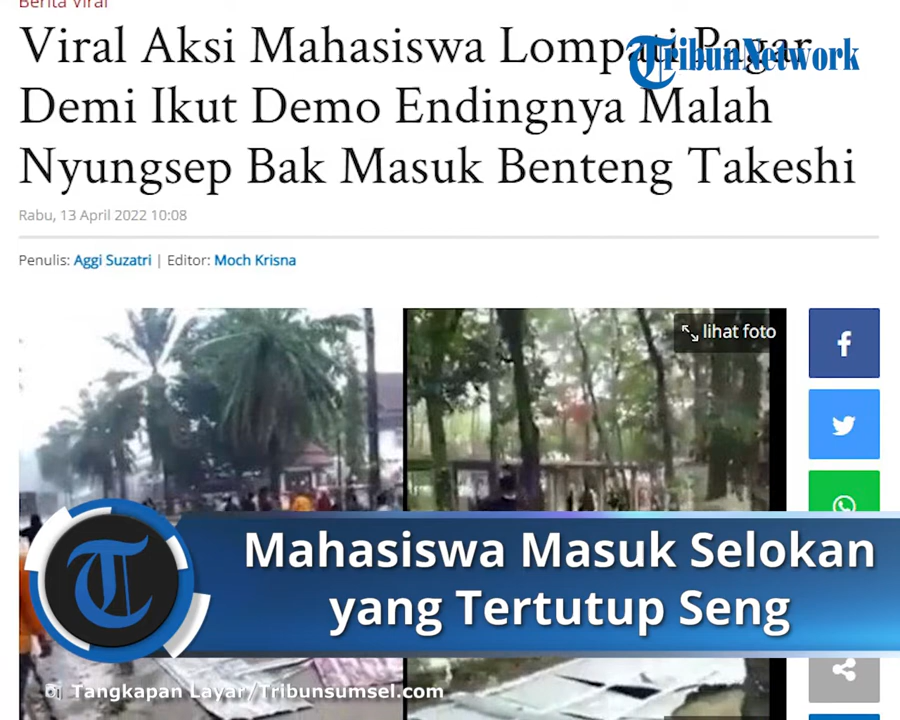 Berita Viral
TribunNetwork
Viral Aksi Mahasiswa Lompati Pagar
Demi Ikut Demo Endingnya Malah
Nyungsep Bak Masuk Benteng Takeshi
Rabu, 13 April 2022 10:08
Penulis: Aggi Suzatri | Editor: Moch Krisna
lihat foto
Mahasiswa Masuk Selokan
yang Tertutup Seng
Tangkapan Layar/Tribunsumsel.com